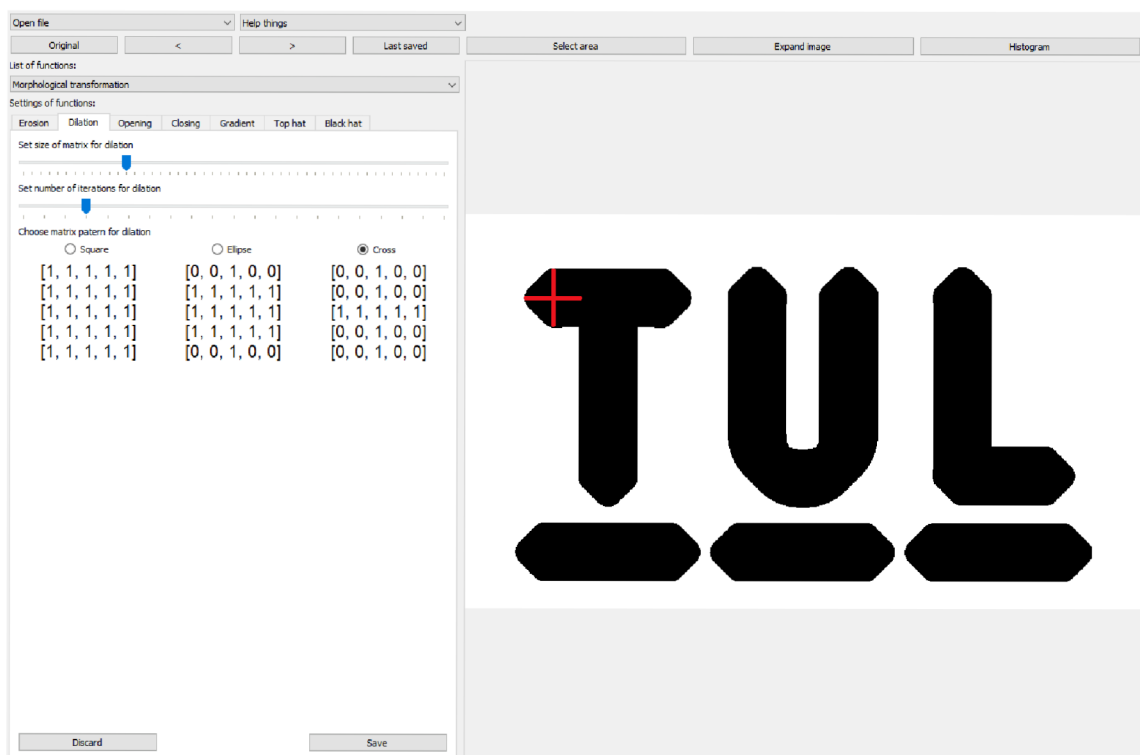 Open file Help things
Original < > Last saved Select area Expand image Histogram
List of functions:
Morphological transformation
Settings of functions:
Erosion Dilation Opening Closing Gradient Top hat Black hat
Set size of matrix for dilation
Set number of iterations for dilation
Choose matrix patern for dilation
Square Ellipse Cross
[1, 1, 1, 1, 1] [0, 0, 1, 0, 0] [0, 0, 1, 0, 0]
[1, 1, 1, 1, 1] [1, 1, 1, 1, 1] [0, 0, 1, 0, 0]
[1, 1, 1, 1, 1] [1, 1, 1, 1, 1] [1, 1, 1, 1, 1]
[1, 1, 1, 1, 1] [1, 1, 1, 1, 1] [0, 0, 1, 0, 0]
[1, 1, 1, 1, 1] [0, 0, 1, 0, 0] [0, 0, 1, 0, 0]
TUL
Discard Save